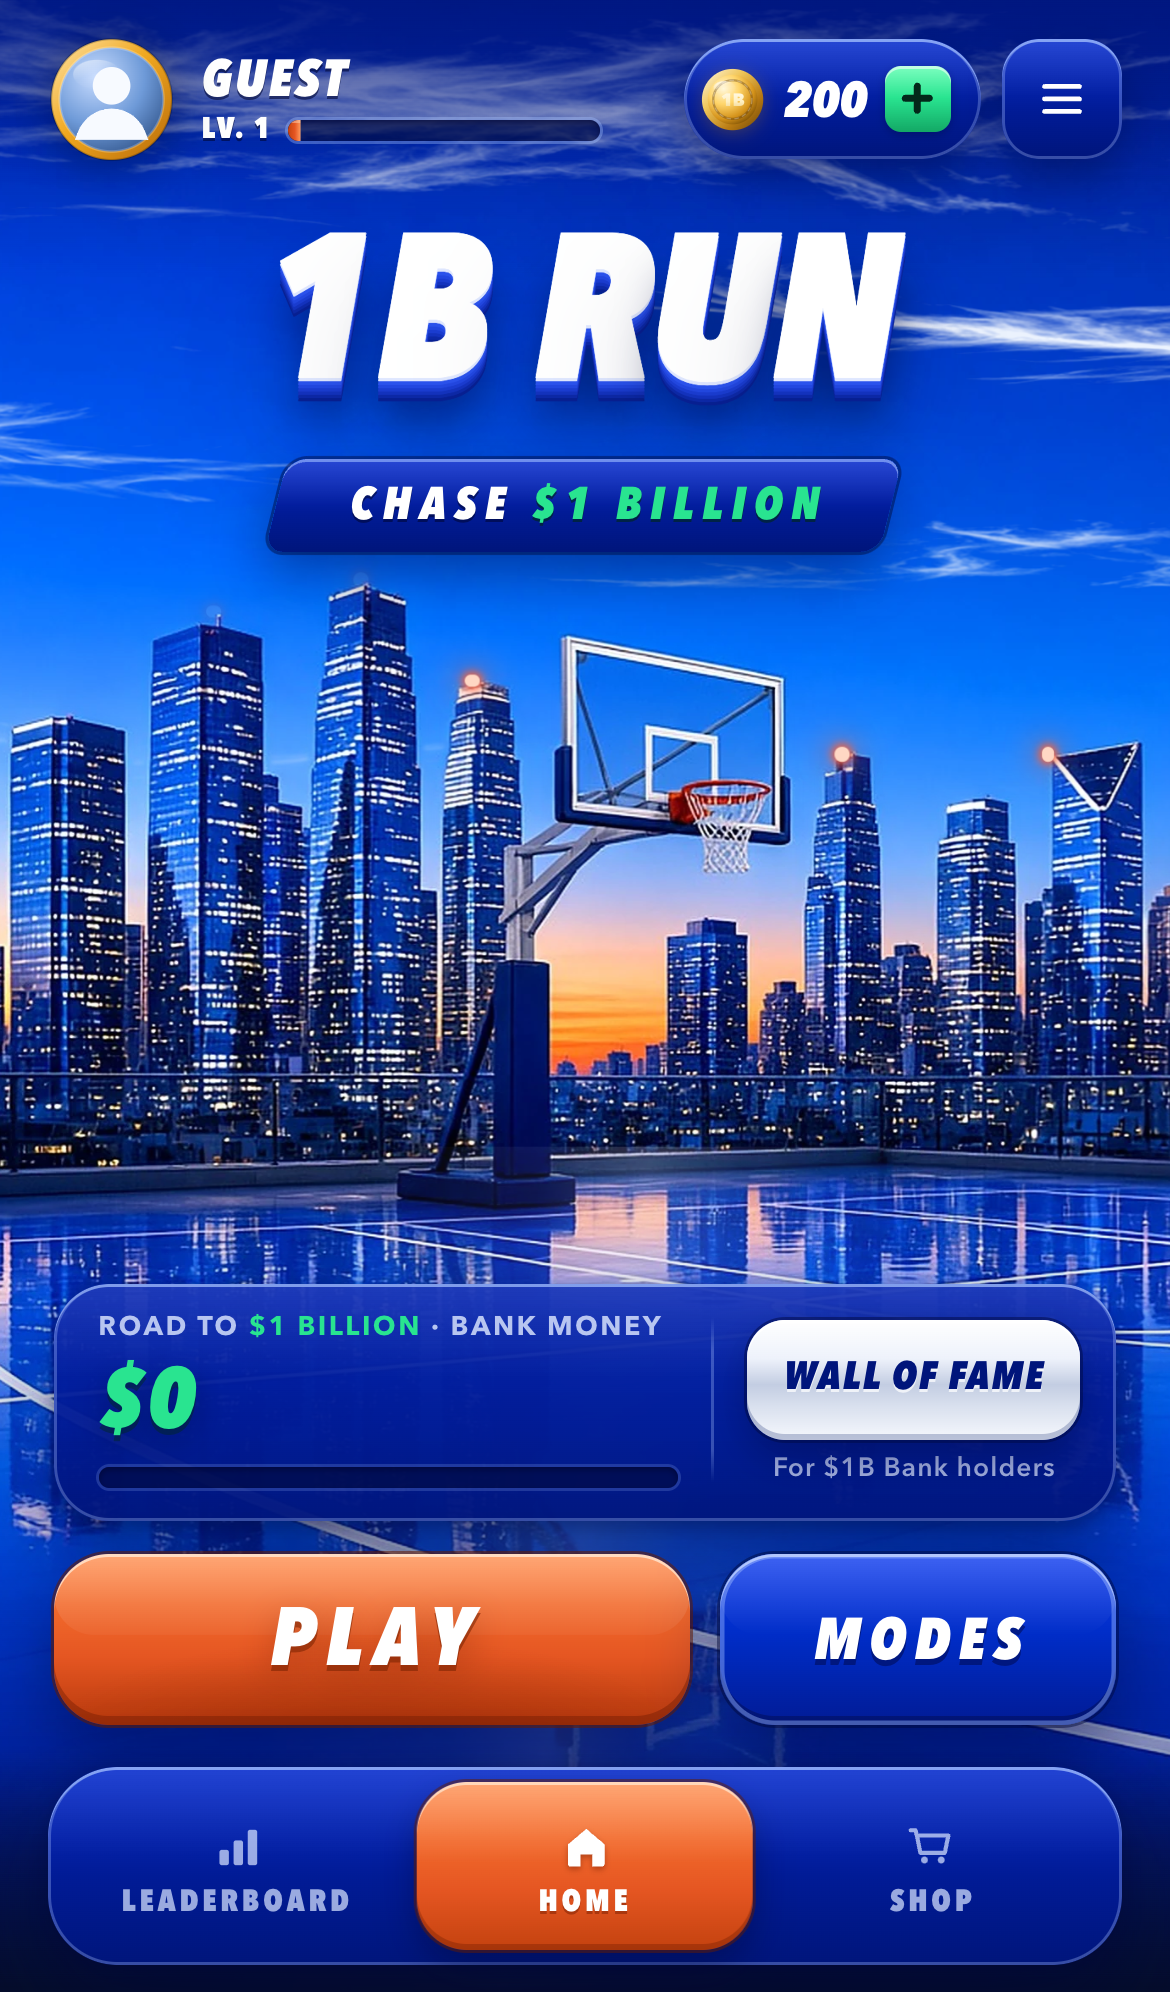 GUEST
LV. 1
1B
200
1B RUN
CHASE $1 BILLION
ROAD TO $1 BILLION · BANK MONEY
$0
WALL OF FAME
For $1B Bank holders
PLAY
MODES
LEADERBOARD
HOME
SHOP